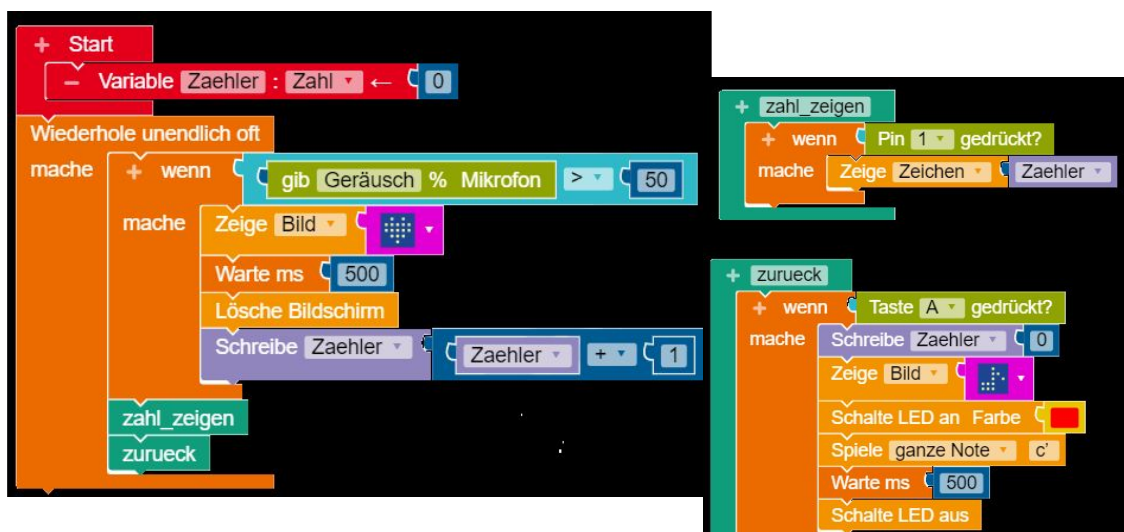 + Start
− Variable Zaehler : Zahl ← 0
Wiederhole unendlich oft
mache + wenn gib Geräusch % Mikrofon > 50
mache Zeige Bild
Warte ms 500
Lösche Bildschirm
Schreibe Zaehler Zaehler + 1
zahl_zeigen
zurueck
+ zahl_zeigen
+ wenn Pin 1 gedrückt?
mache Zeige Zeichen Zaehler
+ zurueck
+ wenn Taste A gedrückt?
mache Schreibe Zaehler 0
Zeige Bild
Schalte LED an Farbe
Spiele ganze Note c'
Warte ms 500
Schalte LED aus